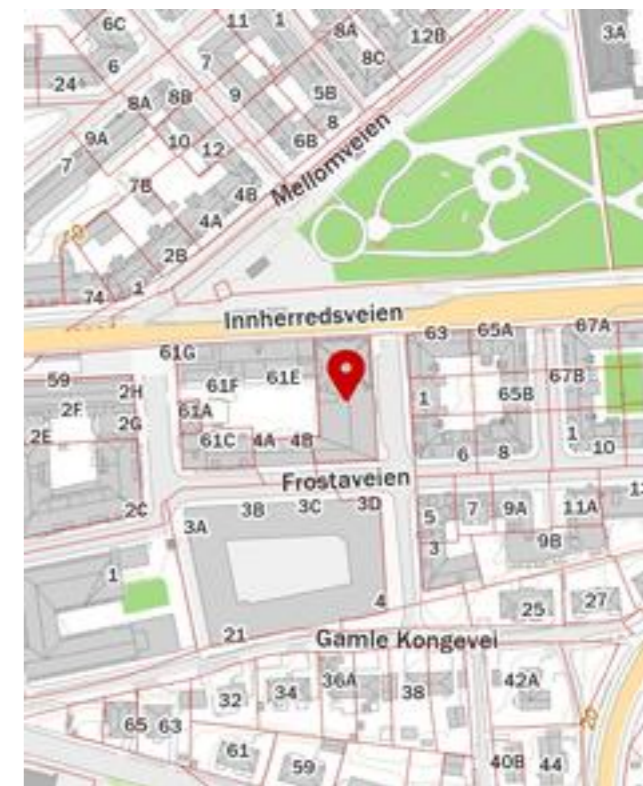 6C
11
1
8A
12B
3A
6
7
8C
24
8A
8B
9
5B
8
9A
10
12
6B
7
7B
4B
Mellomveien
4A
2B
74
1
Innherredsveien
63
65A
67A
61G
59
2H
61F
61E
67B
2F
61A
1
65B
2G
2E
61C
4A
4B
6
8
1
10
Frostaveien
2C
3B
3C
3D
5
7
9A
11A
3A
3
9B
1
4
25
27
21
Gamle Kongevei
32
34
36A
38
42A
65
63
61
59
40B
44